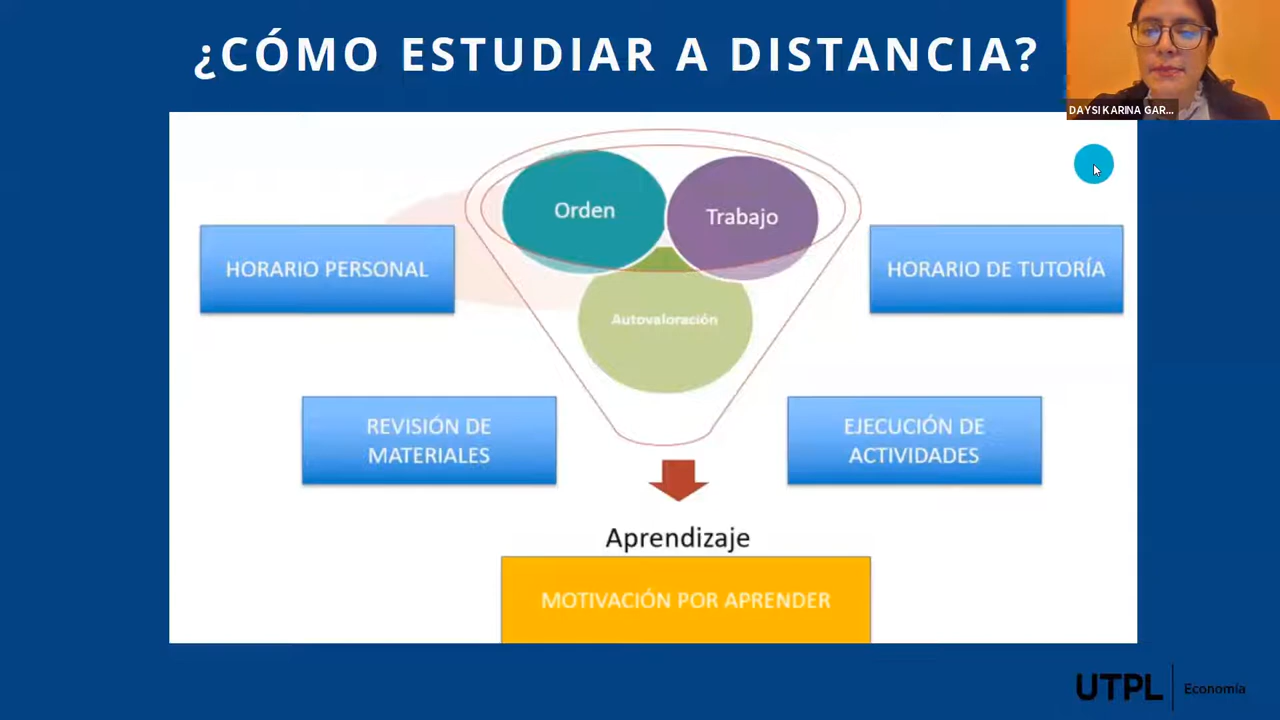 ¿CÓMO ESTUDIAR A DISTANCIA?
DAYSI KARINA GAR...
Orden
Trabajo
HORARIO PERSONAL
HORARIO DE TUTORÍA
Autovaloración
REVISIÓN DE
MATERIALES
EJECUCIÓN DE
ACTIVIDADES
Aprendizaje
MOTIVACIÓN POR APRENDER
UTPL Economía